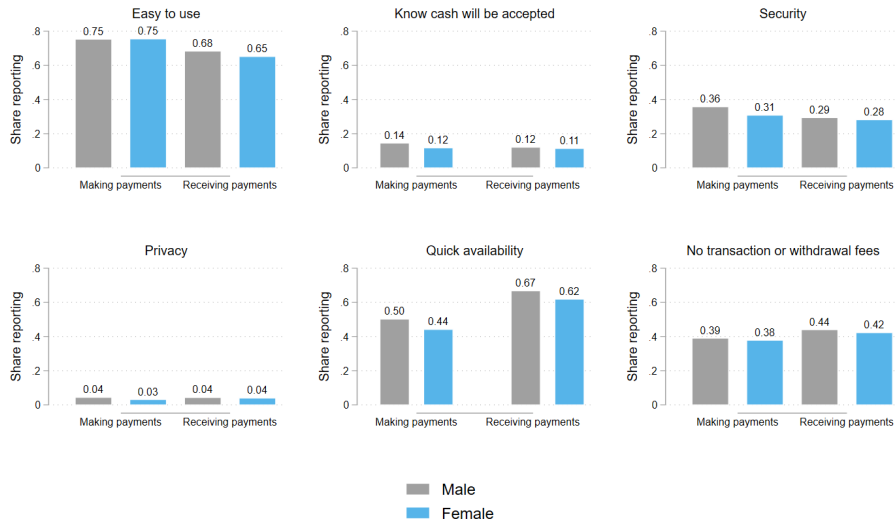 Easy to use
Share reporting
.8
.6
.4
.2
0
0.75
0.75
0.68
0.65
Making payments
Receiving payments
Know cash will be accepted
Share reporting
.8
.6
.4
.2
0
0.14
0.12
0.12
0.11
Making payments
Receiving payments
Security
Share reporting
.8
.6
.4
.2
0
0.36
0.31
0.29
0.28
Making payments
Receiving payments
Privacy
Share reporting
.8
.6
.4
.2
0
0.04
0.03
0.04
0.04
Making payments
Receiving payments
Quick availability
Share reporting
.8
.6
.4
.2
0
0.50
0.44
0.67
0.62
Making payments
Receiving payments
No transaction or withdrawal fees
Share reporting
.8
.6
.4
.2
0
0.39
0.38
0.44
0.42
Making payments
Receiving payments
Male
Female